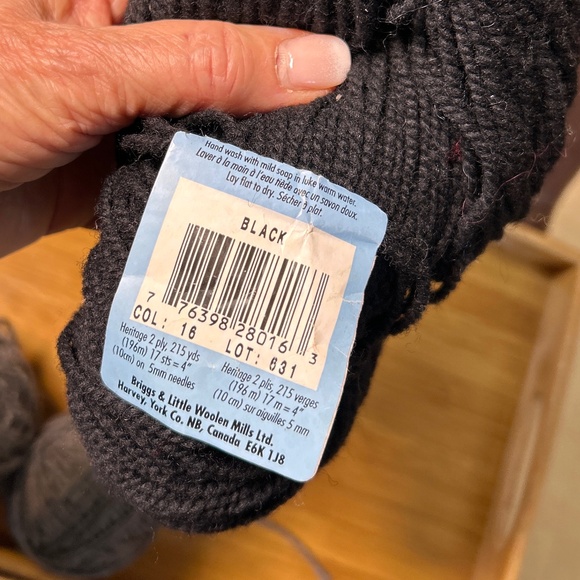 Hand wash with mild soap in luke warm water.
Laver à la main à l'eau tiède avec un savon doux.
Lay flat to dry. Sécher à plat.
BLACK
7 76398 28016 3
COL: 16 LOT: 631
Heritage 2 ply, 215 yds
(196m) 17 sts = 4"
(10cm) on 5mm needles
Heritage 2 plis, 215 verges
(196 m) 17 m = 4"
(10 cm) sur aiguilles 5 mm
Briggs & Little Woolen Mills Ltd.
Harvey, York Co. NB, Canada E6K 1J8